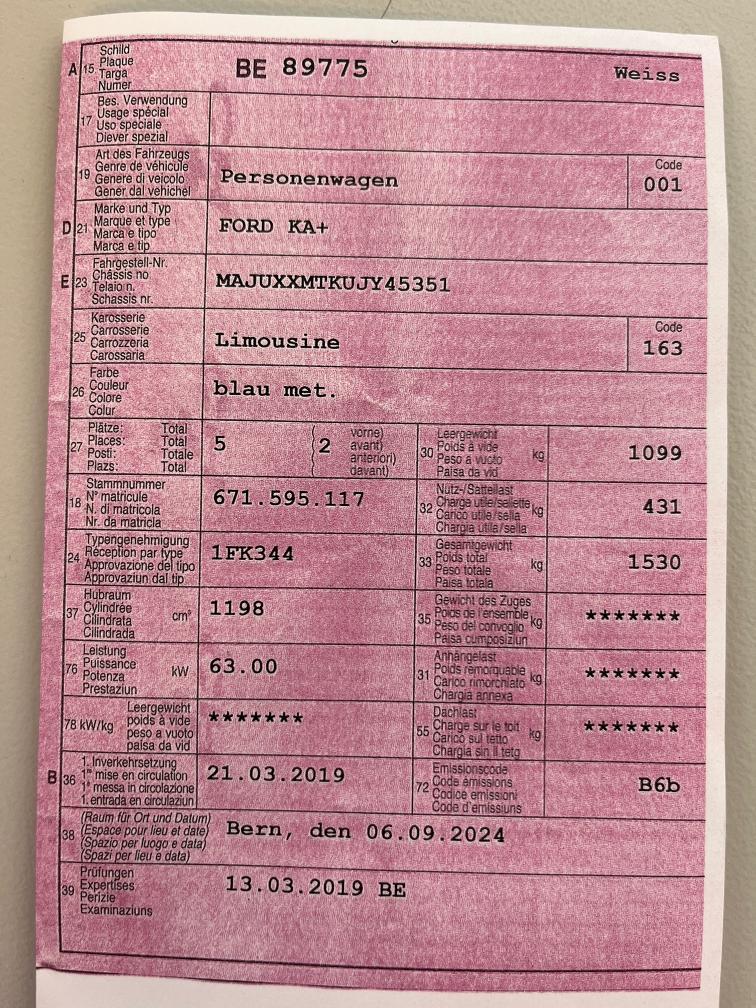 A 15 Schild
Plaque
Targa
Numer
BE 89775 Weiss
17 Bes. Verwendung
Usage spécial
Uso speciale
Diever spezial
19 Art des Fahrzeugs
Genre de véhicule
Genere di veicolo
Gener dal vehichel
Personenwagen
Code
001
D 21 Marke und Typ
Marque et type
Marca e tipo
Marca e tip
FORD KA+
E 23 Fahrgestell-Nr.
Châssis no
Telaio n.
Schassis nr.
MAJUXXMTKUJY45351
25 Karosserie
Carrosserie
Carrozzeria
Carossaria
Limousine
Code
163
26 Farbe
Couleur
Colore
Colur
blau met.
27 Plätze: Total
Places: Total
Posti: Totale
Plazs: Total
5 (2 vorne)
avant)
anteriori)
davant)
30 Leergewicht
Poids à vide
Peso a vuoto
Paisa da vid
kg 1099
18 Stammnummer
N° matricule
N. di matricola
Nr. da matricla
671.595.117
32 Nutz-/Sattellast
Charge utile/sellette
Carico utile/sella
Chargia utila/sella
kg 431
24 Typengenehmigung
Réception par type
Approvazione del tipo
Approvaziun dal tip
1FK344
33 Gesamtgewicht
Poids total
Peso totale
Paisa totala
kg 1530
37 Hubraum
Cylindrée
Cilindrata
Cilindrada
cm³ 1198
35 Gewicht des Zuges
Poids de l'ensemble
Peso del convoglio
Paisa cumposiziun
kg *******
76 Leistung
Puissance
Potenza
Prestaziun
kW 63.00
31 Anhängelast
Poids remorquable
Carico rimorchiato
Chargia annexa
kg *******
78 kW/kg Leergewicht
poids à vide
peso a vuoto
paisa da vid
*******
55 Dachlast
Charge sur le toit
Carico sul tetto
Chargia sin il tetg
kg *******
B 36 1. Inverkehrsetzung
1re mise en circulation
1a messa in circolazione
1. entrada en circulaziun
21.03.2019
72 Emissionscode
Code émissions
Codice emissioni
Code d'emissiuns
B6b
38 (Raum für Ort und Datum)
(Espace pour lieu et date)
(Spazio per luogo e data)
(Spazi per lieu e data)
Bern, den 06.09.2024
39 Prüfungen
Expertises
Perizie
Examinaziuns
13.03.2019 BE